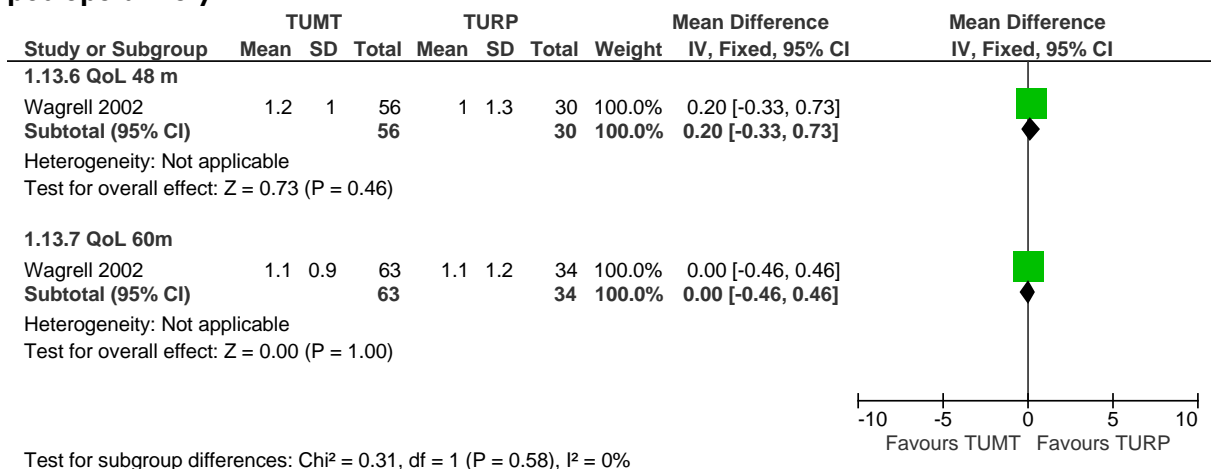 TUMT TURP Mean Difference Mean Difference
Study or Subgroup Mean SD Total Mean SD Total Weight IV, Fixed, 95% CI IV, Fixed, 95% CI
1.13.6 QoL 48 m
Wagrell 2002 1.2 1 56 1 1.3 30 100.0% 0.20 [-0.33, 0.73]
Subtotal (95% CI) 56 30 100.0% 0.20 [-0.33, 0.73]
Heterogeneity: Not applicable
Test for overall effect: Z = 0.73 (P = 0.46)
1.13.7 QoL 60m
Wagrell 2002 1.1 0.9 63 1.1 1.2 34 100.0% 0.00 [-0.46, 0.46]
Subtotal (95% CI) 63 34 100.0% 0.00 [-0.46, 0.46]
Heterogeneity: Not applicable
Test for overall effect: Z = 0.00 (P = 1.00)
-10 -5 0 5 10
Favours TUMT Favours TURP
Test for subgroup differences: Chi² = 0.31, df = 1 (P = 0.58), I² = 0%